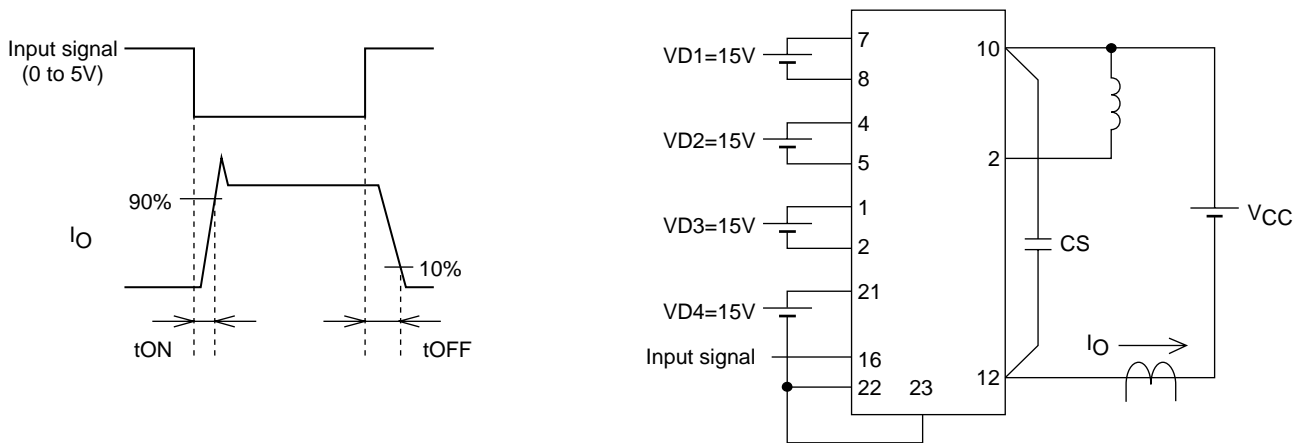 Input signal
(0 to 5V)
90%
IO
10%
tON
tOFF
VD1=15V
7
8
VD2=15V
4
5
VD3=15V
1
2
VD4=15V
21
Input signal
16
22
23
10
2
12
CS
VCC
IO